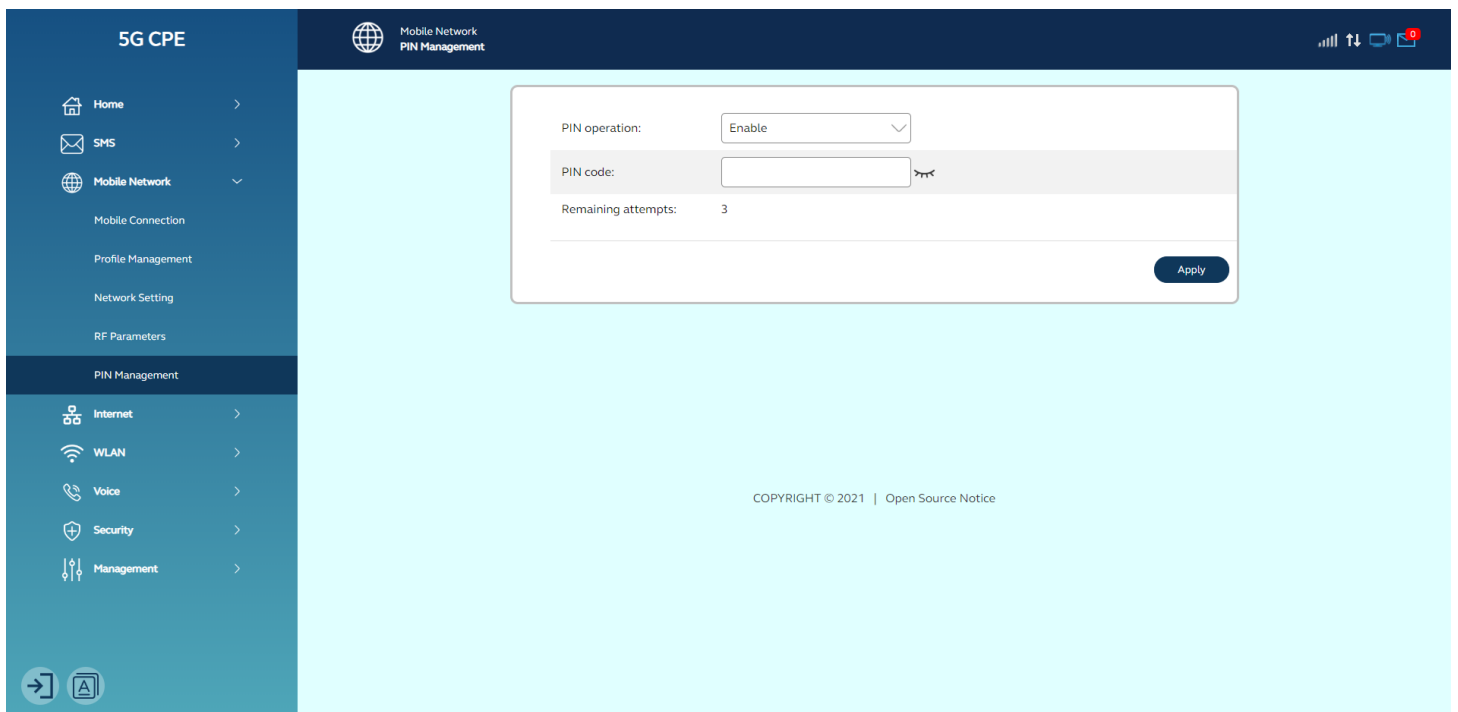 5G CPE
Mobile Network
PIN Management
0
Home
SMS
Mobile Network
Mobile Connection
Profile Management
Network Setting
RF Parameters
PIN Management
Internet
WLAN
Voice
Security
Management
A
PIN operation: Enable
PIN code:
Remaining attempts: 3
Apply
COPYRIGHT © 2021 | Open Source Notice